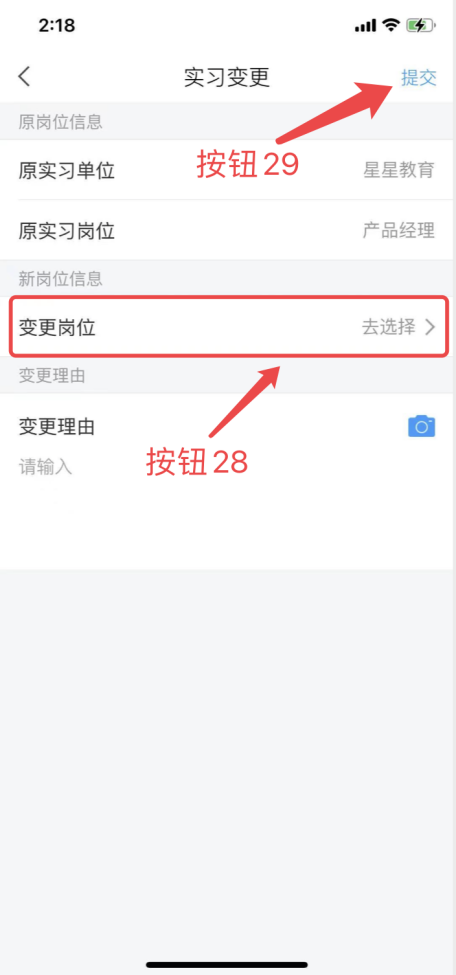 2:18
实习变更
提交
原岗位信息
按钮29
原实习单位
星星教育
原实习岗位
产品经理
新岗位信息
变更岗位
去选择
变更理由
变更理由
按钮28
请输入